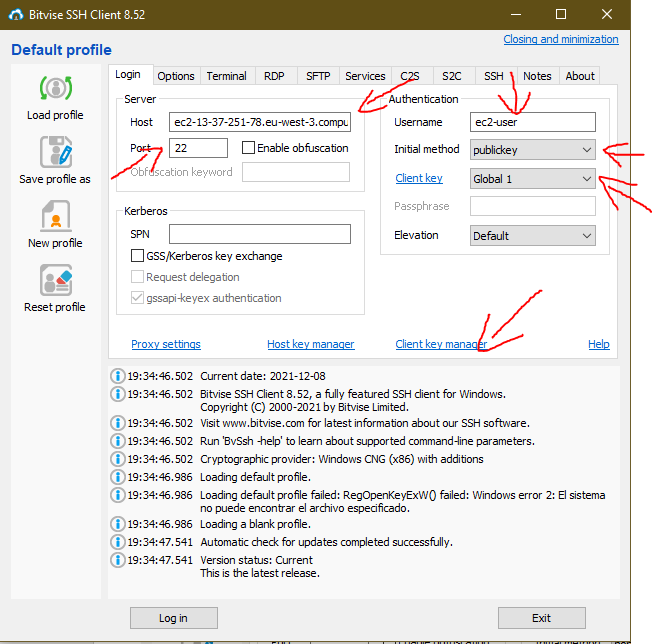 Bitvise SSH Client 8.52
Default profile
Closing and minimization
Load profile
Save profile as
New profile
Reset profile
Login Options Terminal RDP SFTP Services C2S S2C SSH Notes About
Server
Host ec2-13-37-251-78.eu-west-3.compu
Port 22 Enable obfuscation
Obfuscation keyword
Kerberos
SPN
GSS/Kerberos key exchange
Request delegation
gssapi-keyex authentication
Authentication
Username ec2-user
Initial method publickey
Client key Global 1
Passphrase
Elevation Default
Proxy settings Host key manager Client key manager Help
19:34:46.502 Current date: 2021-12-08
19:34:46.502 Bitvise SSH Client 8.52, a fully featured SSH client for Windows.
Copyright (C) 2000-2021 by Bitvise Limited.
19:34:46.502 Visit www.bitvise.com for latest information about our SSH software.
19:34:46.502 Run 'BvSsh -help' to learn about supported command-line parameters.
19:34:46.502 Cryptographic provider: Windows CNG (x86) with additions
19:34:46.986 Loading default profile.
19:34:46.986 Loading default profile failed: RegOpenKeyExW() failed: Windows error 2: El sistema
no puede encontrar el archivo especificado.
19:34:46.986 Loading a blank profile.
19:34:47.541 Automatic check for updates completed successfully.
19:34:47.541 Version status: Current
This is the latest release.
Log in Exit